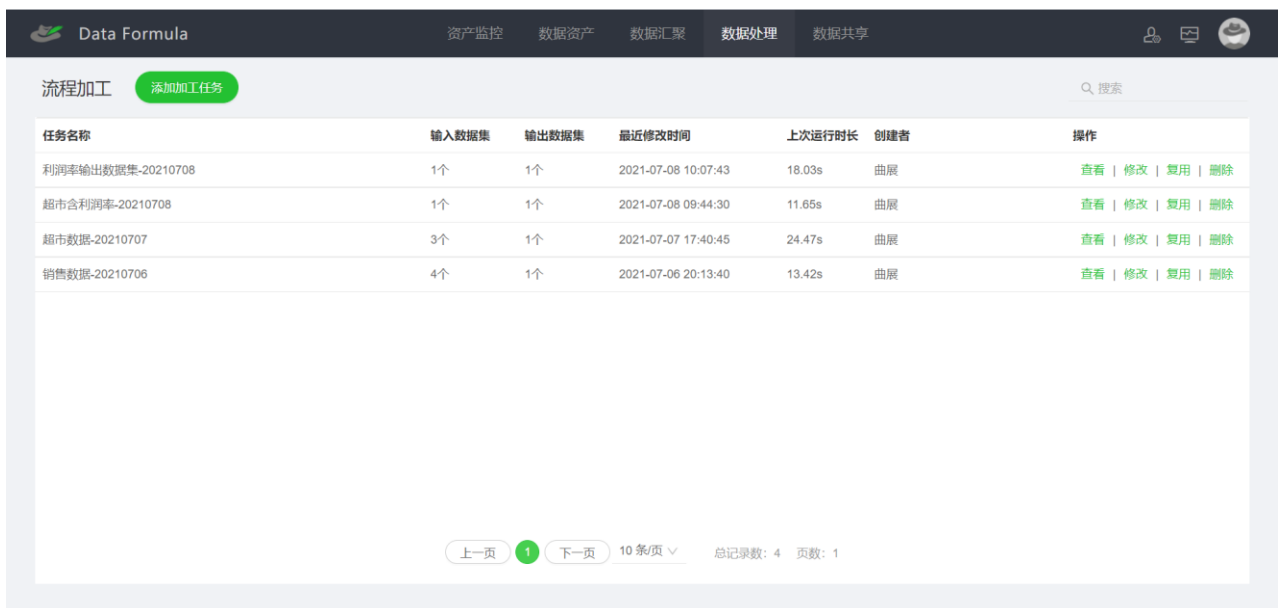 Data Formula 资产监控 数据资产 数据汇聚 数据处理 数据共享
流程加工 添加加工任务 搜索
任务名称 输入数据集 输出数据集 最近修改时间 上次运行时长 创建者 操作
利润率输出数据集-20210708 1个 1个 2021-07-08 10:07:43 18.03s 曲展 查看 | 修改 | 复用 | 删除
超市含利润率-20210708 1个 1个 2021-07-08 09:44:30 11.65s 曲展 查看 | 修改 | 复用 | 删除
超市数据-20210707 3个 1个 2021-07-07 17:40:45 24.47s 曲展 查看 | 修改 | 复用 | 删除
销售数据-20210706 4个 1个 2021-07-06 20:13:40 13.42s 曲展 查看 | 修改 | 复用 | 删除
上一页 1 下一页 10 条/页 总记录数: 4 页数: 1